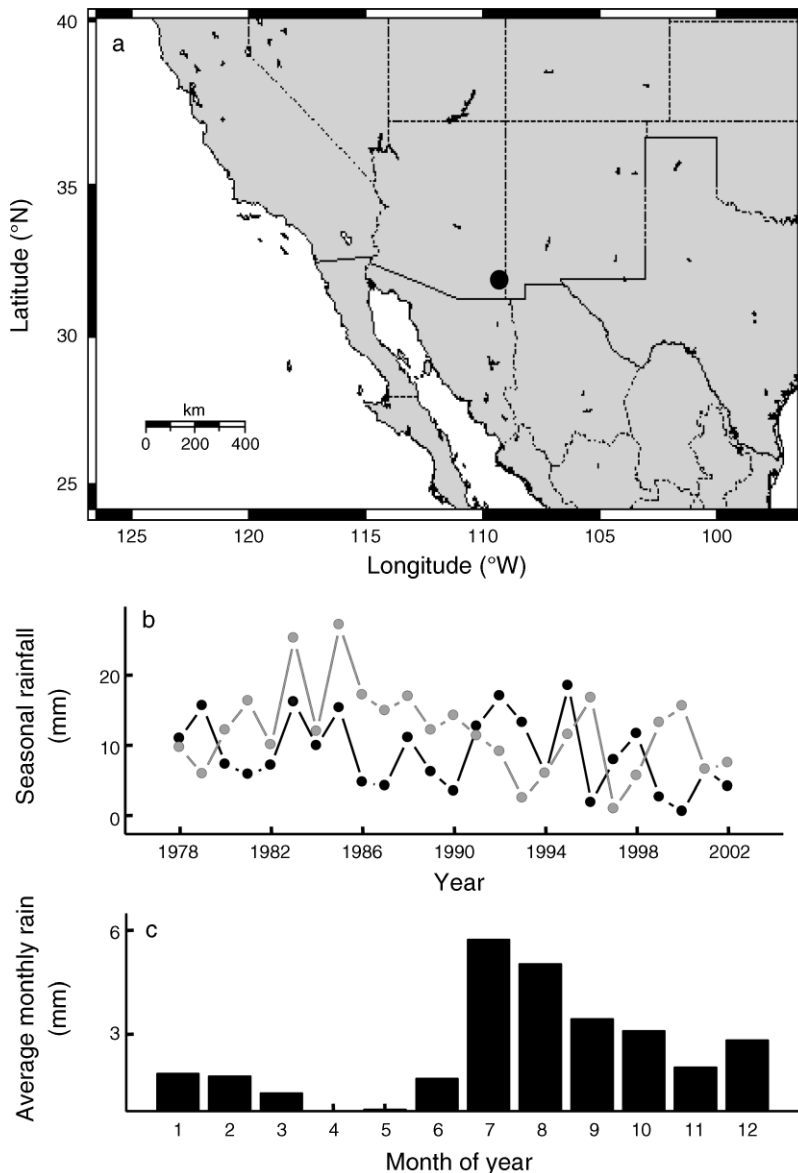 a
40
35
30
25
Latitude (°N)
km
0 200 400
125 120 115 110 105 100
Longitude (°W)
b
Seasonal rainfall
(mm)
20
10
0
1978 1982 1986 1990 1994 1998 2002
Year
c
Average monthly rain
(mm)
6
3
1 2 3 4 5 6 7 8 9 10 11 12
Month of year